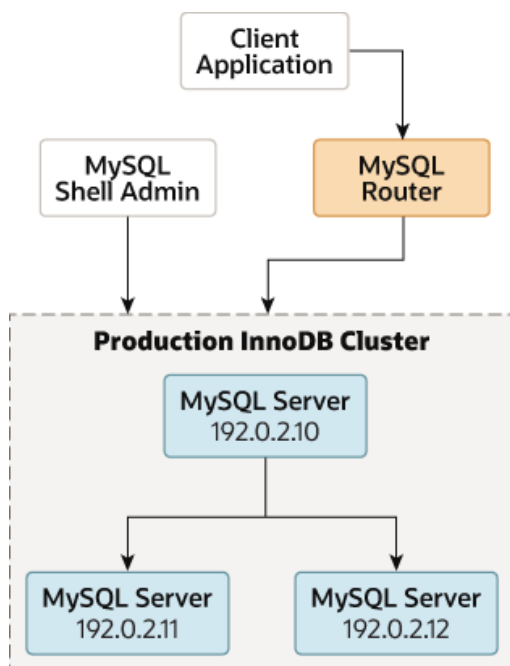 Client
Application
MySQL
Shell Admin
MySQL
Router
Production InnoDB Cluster
MySQL Server
192.0.2.10
MySQL Server
192.0.2.11
MySQL Server
192.0.2.12